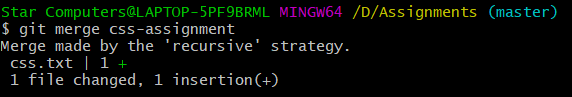 Star Computers@LAPTOP-5PF9BRML MINGW64 /D/Assignments (master)
$ git merge css-assignment
Merge made by the 'recursive' strategy.
 css.txt | 1 +
 1 file changed, 1 insertion(+)